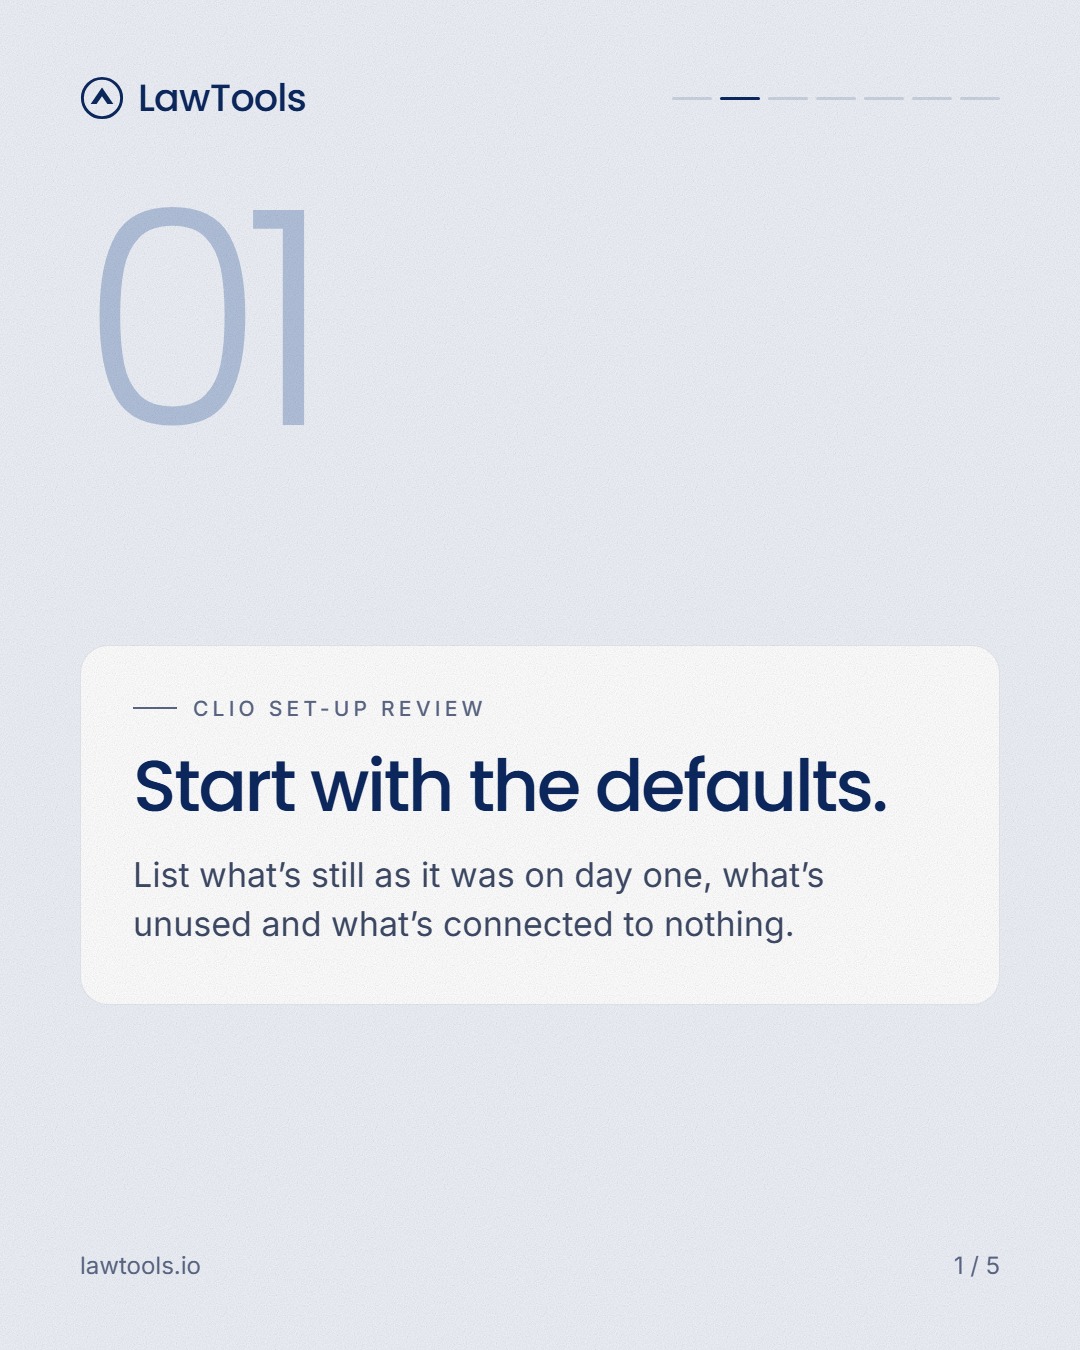 LawTools
01
CLIO SET-UP REVIEW
Start with the defaults.
List what’s still as it was on day one, what’s
unused and what’s connected to nothing.
lawtools.io
1 / 5